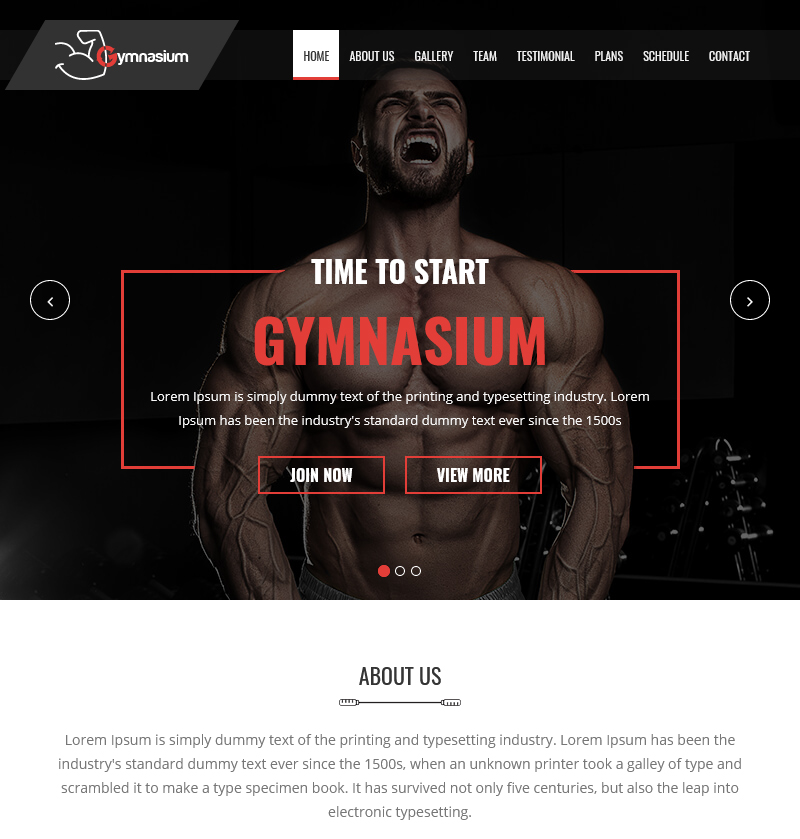 Gymnasium
HOME ABOUT US GALLERY TEAM TESTIMONIAL PLANS SCHEDULE CONTACT
TIME TO START
GYMNASIUM
Lorem Ipsum is simply dummy text of the printing and typesetting industry. Lorem
Ipsum has been the industry's standard dummy text ever since the 1500s
JOIN NOW VIEW MORE
ABOUT US
Lorem Ipsum is simply dummy text of the printing and typesetting industry. Lorem Ipsum has been the
industry's standard dummy text ever since the 1500s, when an unknown printer took a galley of type and
scrambled it to make a type specimen book. It has survived not only five centuries, but also the leap into
electronic typesetting.